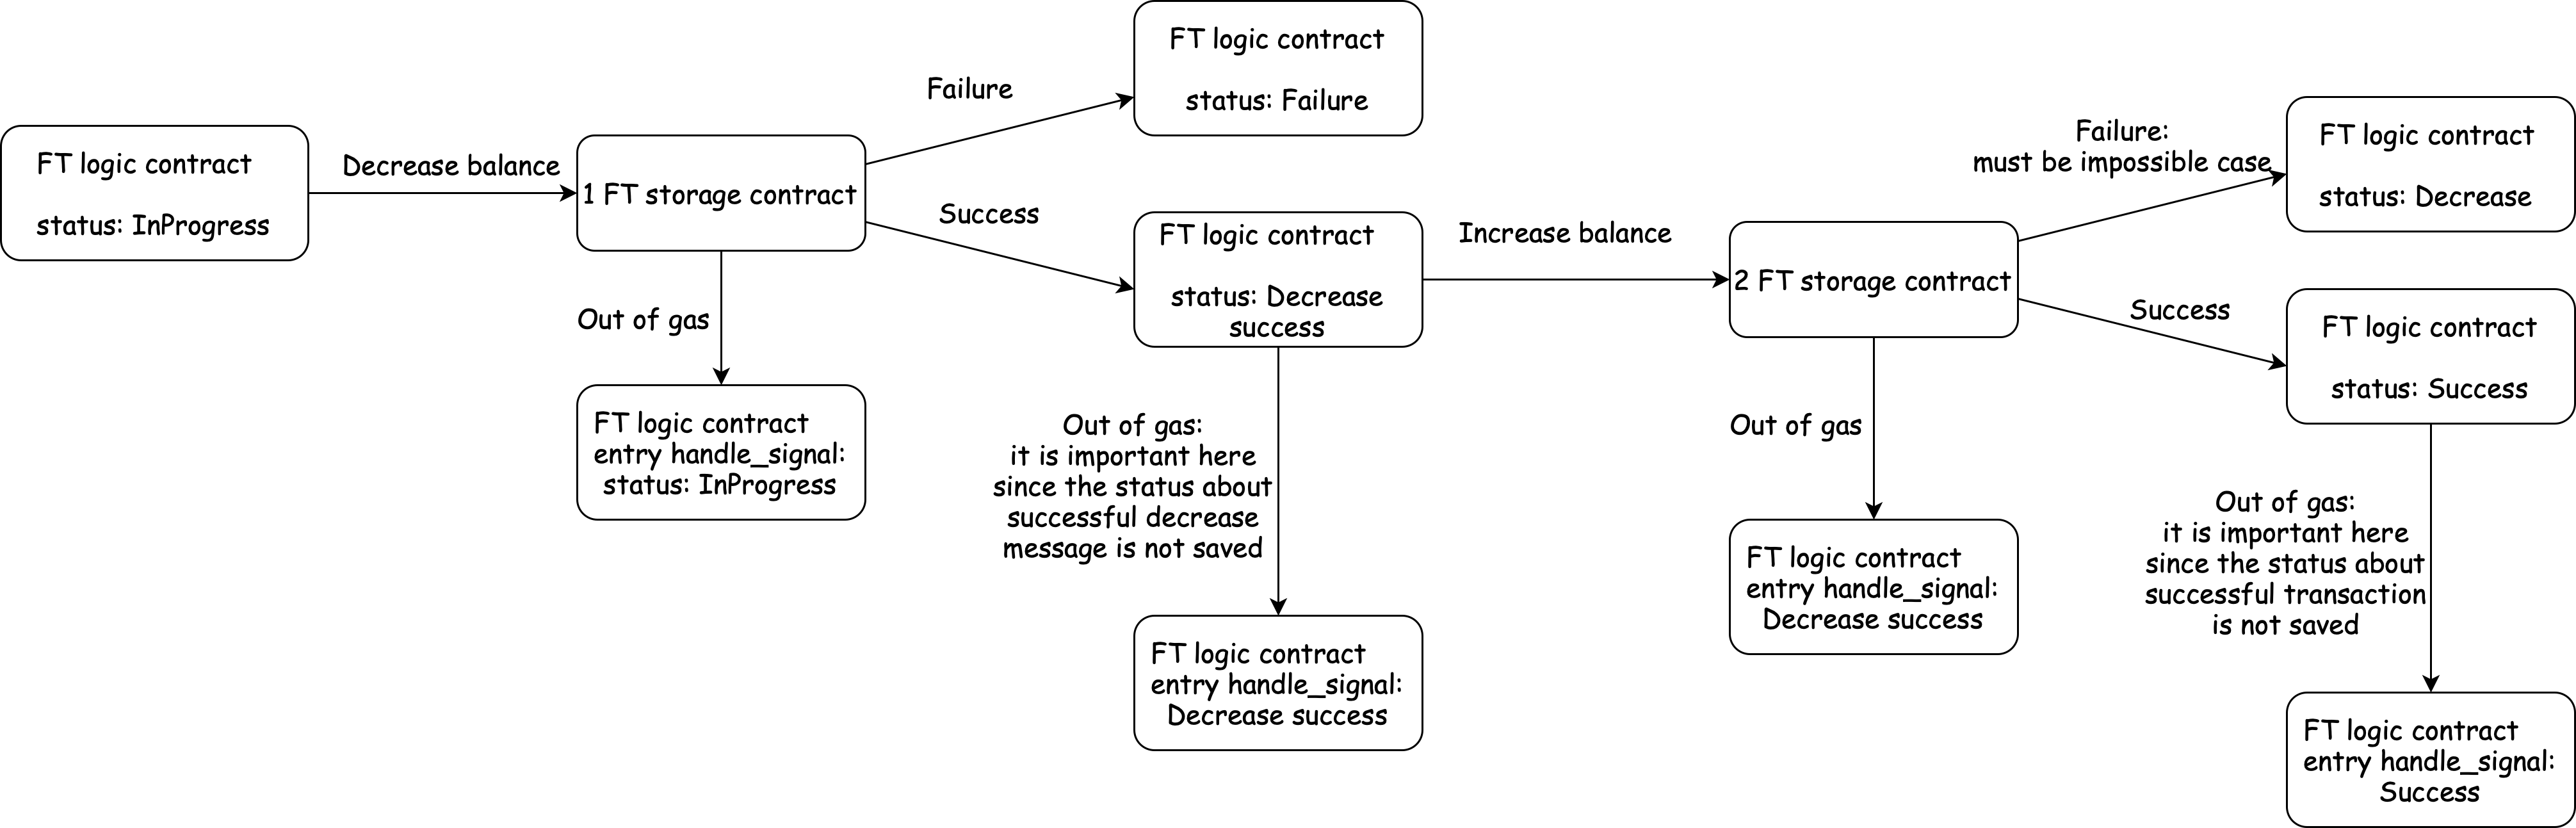 FT logic contract
status: InProgress
Decrease balance
1 FT storage contract
Out of gas
FT logic contract
entry handle_signal:
status: InProgress
Failure
FT logic contract
status: Failure
Success
FT logic contract
status: Decrease
success
Out of gas:
it is important here
since the status about
successful decrease
message is not saved
FT logic contract
entry handle_signal:
Decrease success
Increase balance
2 FT storage contract
Out of gas
FT logic contract
entry handle_signal:
Decrease success
Failure:
must be impossible case
FT logic contract
status: Decrease
Success
FT logic contract
status: Success
Out of gas:
it is important here
since the status about
successful transaction
is not saved
FT logic contract
entry handle_signal:
Success